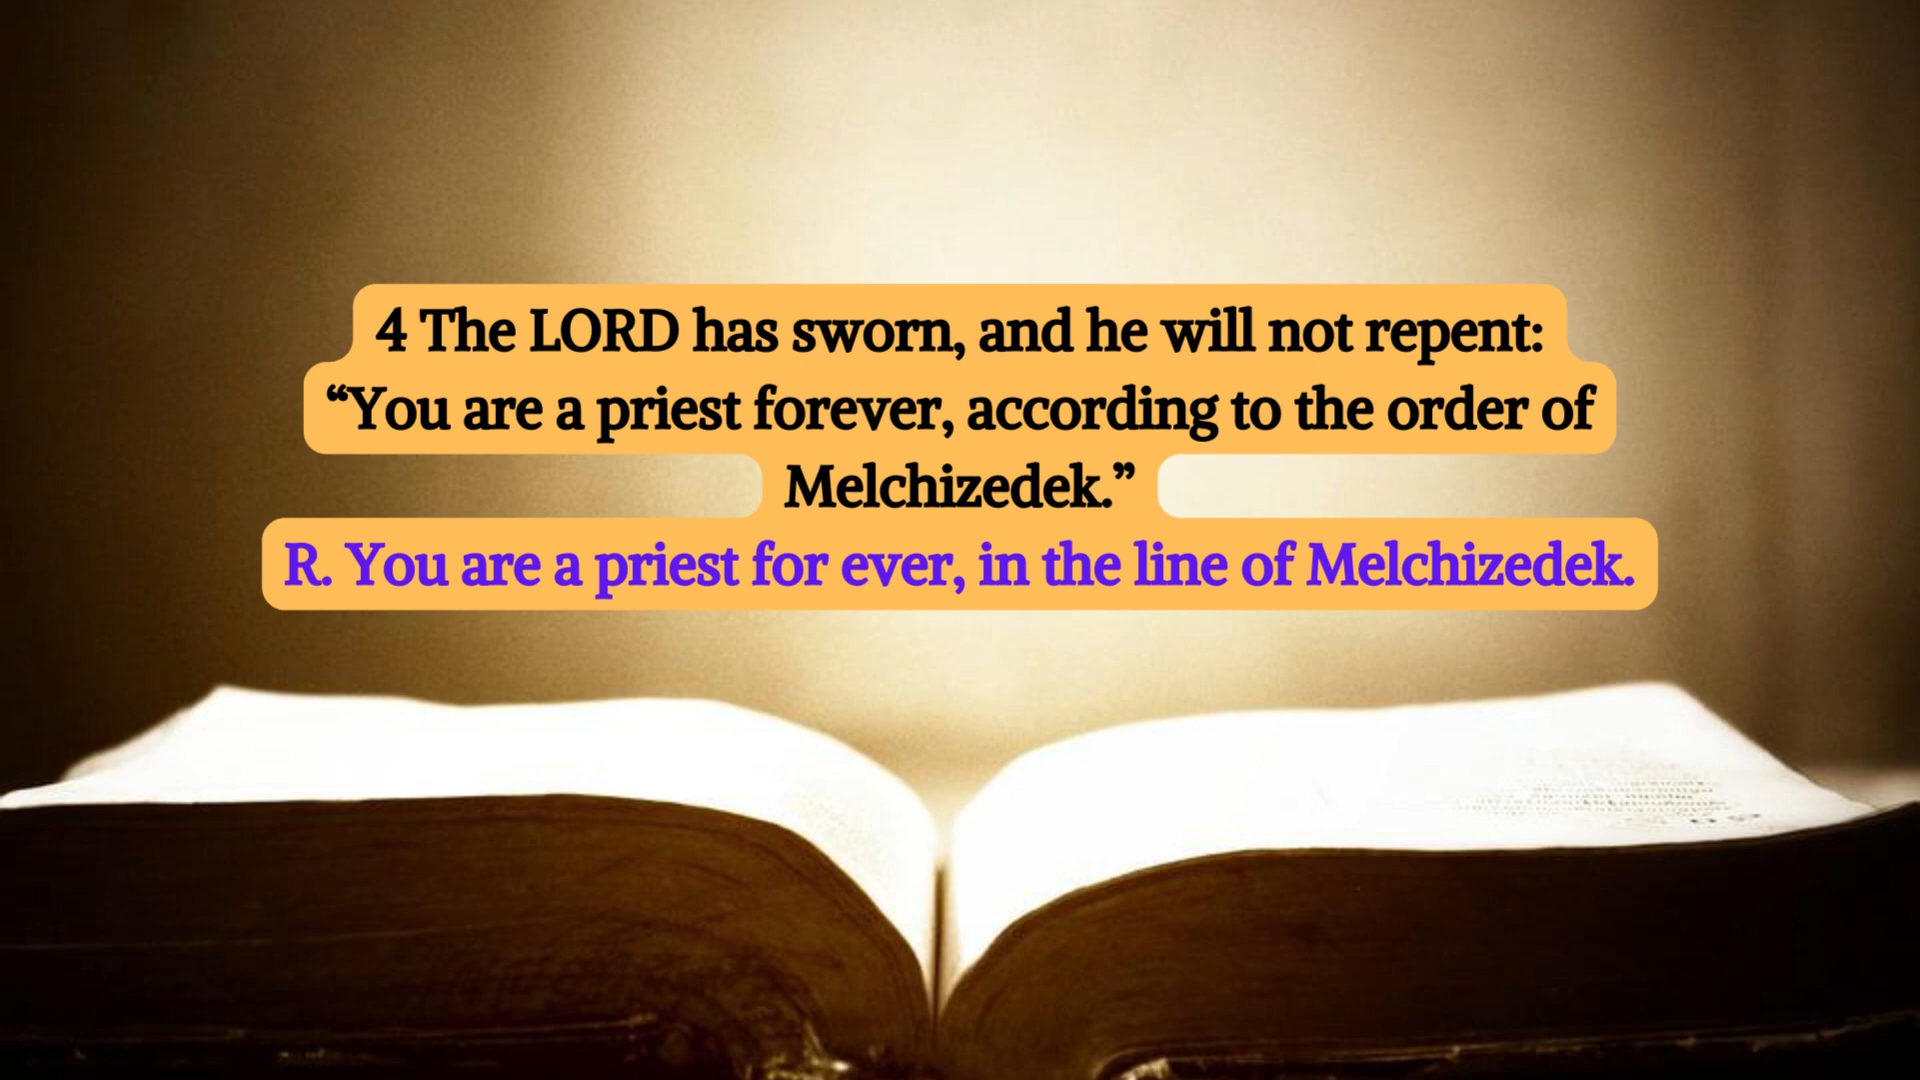 4 The LORD has sworn, and he will not repent:
“You are a priest forever, according to the order of
Melchizedek.”
R. You are a priest for ever, in the line of Melchizedek.